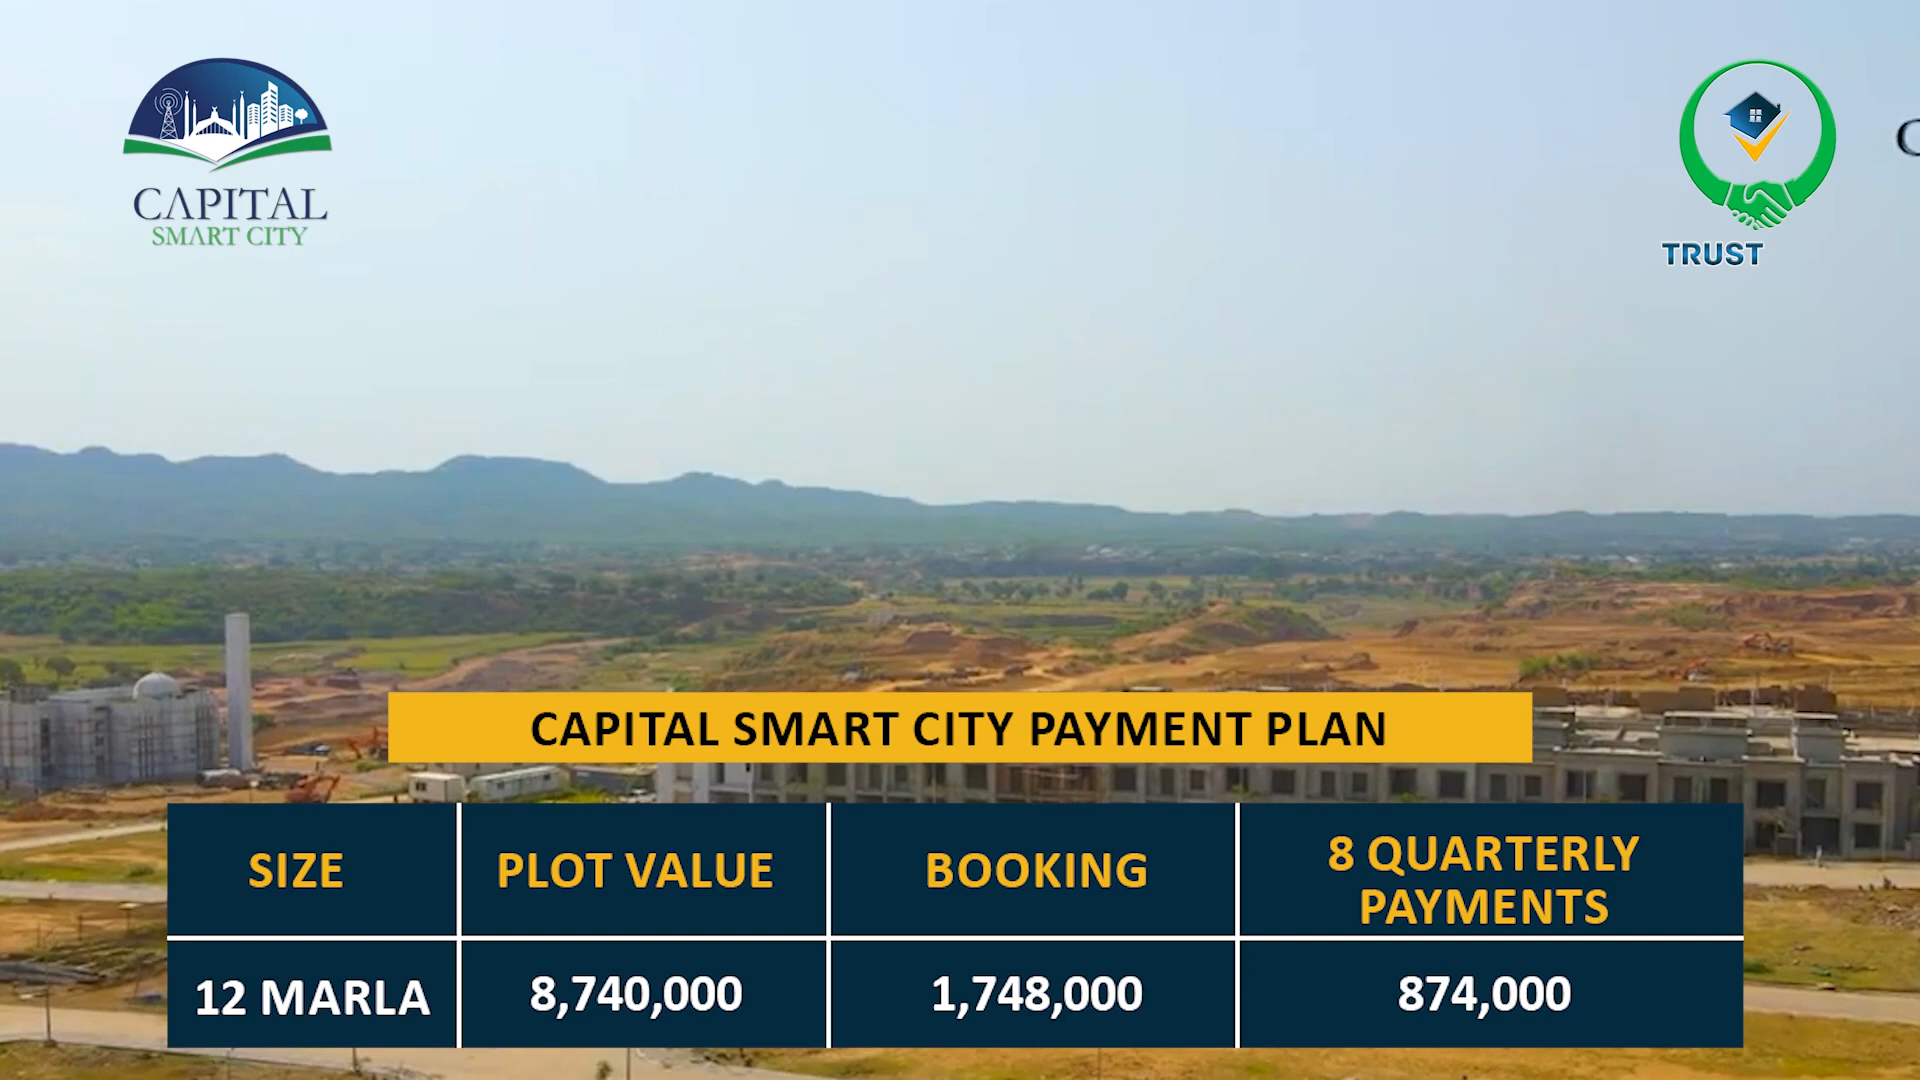 CAPITAL
SMART CITY
TRUST
CAPITAL SMART CITY PAYMENT PLAN
SIZE
PLOT VALUE
BOOKING
8 QUARTERLY
PAYMENTS
12 MARLA
8,740,000
1,748,000
874,000